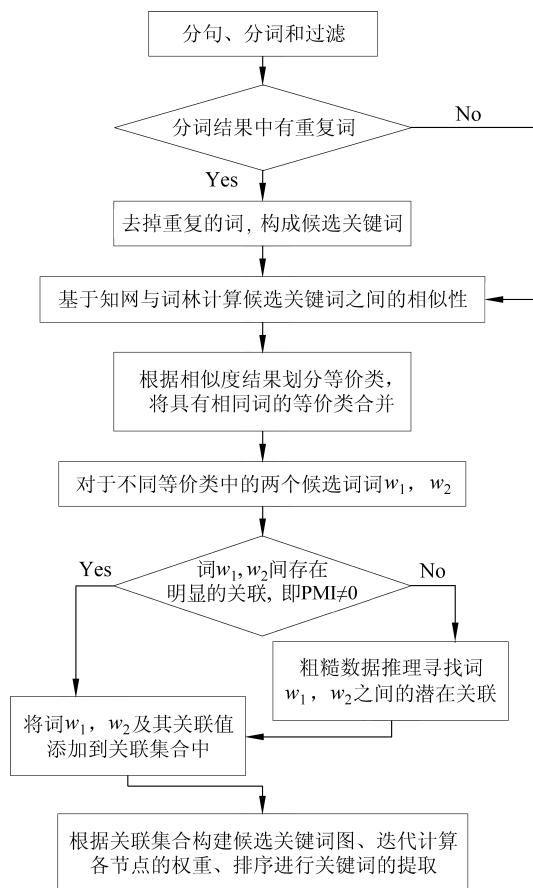 分句、分词和过滤
分词结果中有重复词
No
Yes
去掉重复的词，构成候选关键词
基于知网与词林计算候选关键词之间的相似性
根据相似度结果划分等价类，
将具有相同词的等价类合并
对于不同等价类中的两个候选词词w₁，w₂
Yes
词w₁,w₂间存在
明显的关联, 即PMI≠0
No
粗糙数据推理寻找词
w₁，w₂之间的潜在关联
将词w₁，w₂及其关联值
添加到关联集合中
根据关联集合构建候选关键词图、迭代计算
各节点的权重、排序进行关键词的提取